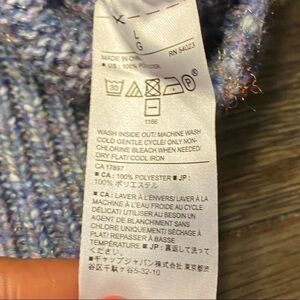 L
G
MADE IN CHINA
RN 54023
■ US: 100% POLYESTER
30
P
1166
WASH INSIDE OUT/ MACHINE WASH
COLD GENTLE CYCLE/ ONLY NON-
CHLORINE BLEACH WHEN NEEDED/
DRY FLAT/ COOL IRON
CA 17897
■ CA: 100% POLYESTER ■ JP:
100% ポリエステル
■ CA: LAVER À L'ENVERS/ LAVER À LA
MACHINE À L'EAU FROIDE AU CYCLE
DÉLICAT/ UTILISER AU BESOIN UN
AGENT DE BLANCHIMENT SANS
CHLORE UNIQUEMENT/ SÉCHAGE À
PLAT/ REPASSER À BASSE
TEMPÉRATURE ■ JP: 裏返して洗って
ください。
■ギャップジャパン株式会社 東京都渋
谷区千駄ヶ谷5-32-10